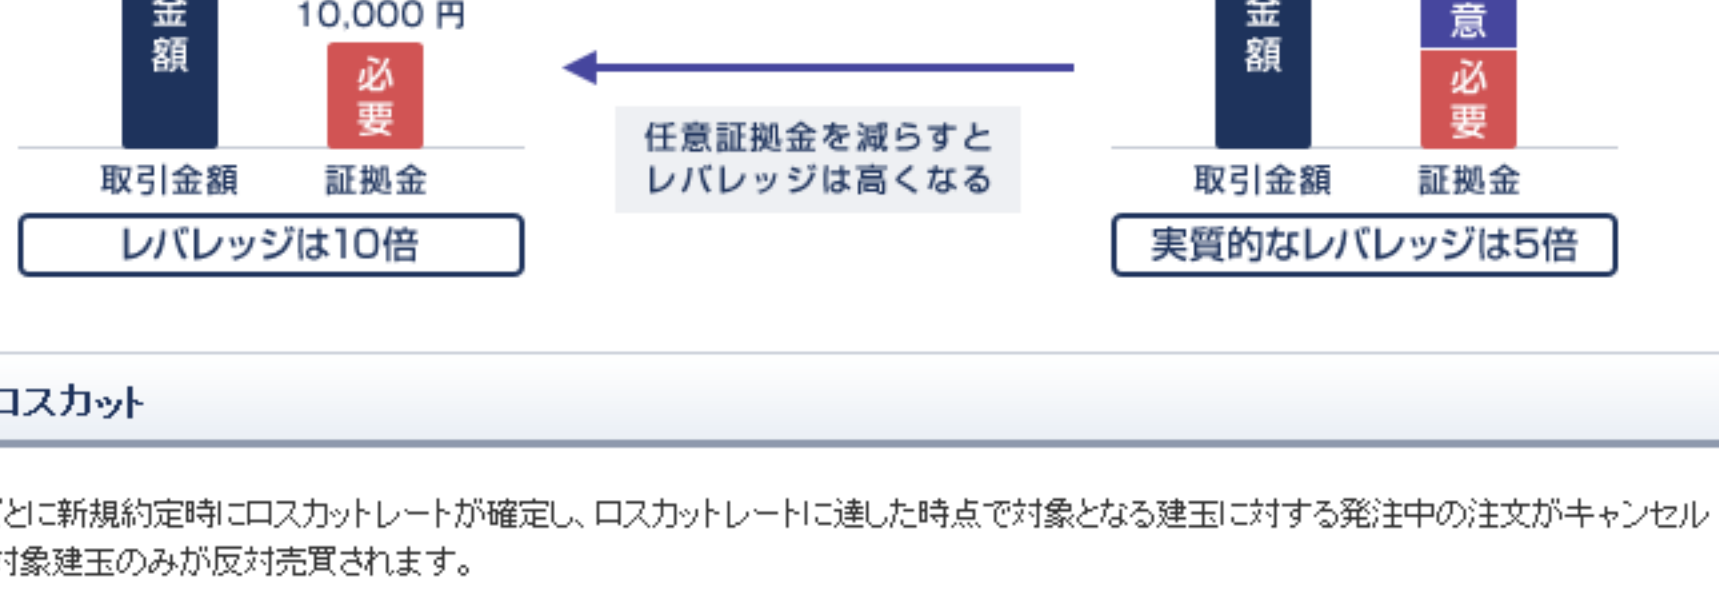 金額
10,000 円
必要
取引金額
証拠金
レバレッジは10倍
任意証拠金を減らすと
レバレッジは高くなる
金額
意
必要
取引金額
証拠金
実質的なレバレッジは5倍
ロスカット
とに新規約定時にロスカットレートが確定し、ロスカットレートに達した時点で対象となる建玉に対する発注中の注文がキャンセル
対象建玉のみが反対売買されます。